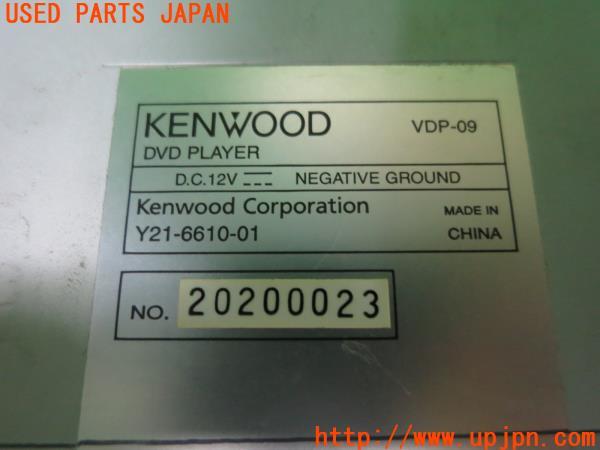 USED PARTS JAPAN
KENWOOD VDP-09
DVD PLAYER
D.C.12V ⎓ NEGATIVE GROUND
Kenwood Corporation MADE IN
Y21-6610-01 CHINA
NO. 20200023
http://www.upjpn.com/